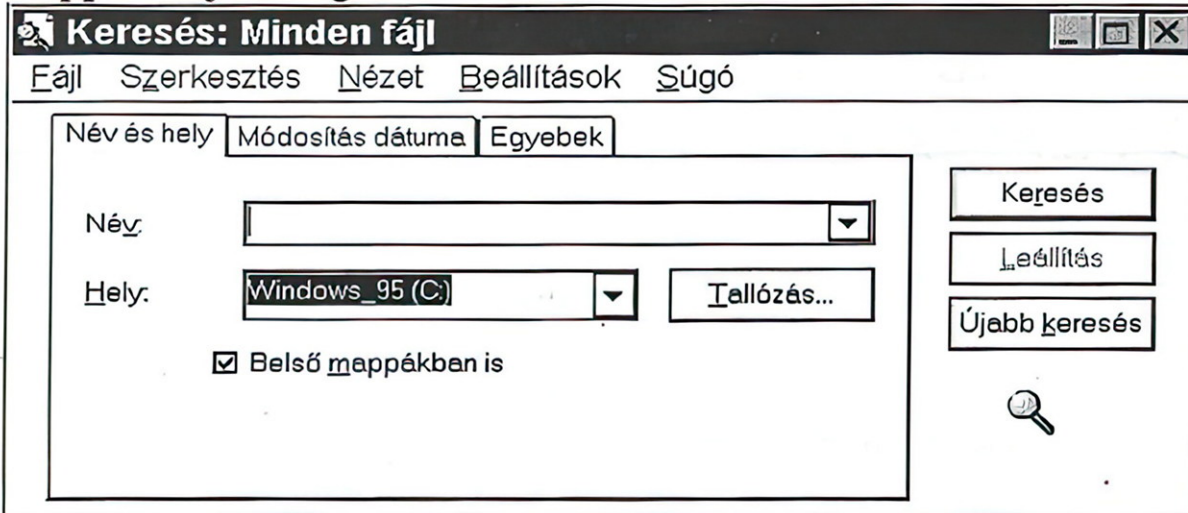 Keresés: Minden fájl
Fájl Szerkesztés Nézet Beállítások Súgó
Név és hely Módosítás dátuma Egyebek
Név:
Hely: Windows_95 (C:) Tallózás...
Belső mappákban is
Keresés
Leállítás
Újabb keresés